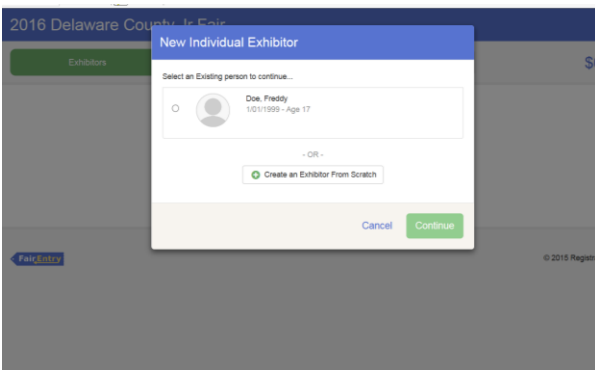 2016 Delaware County Jr Fair
Exhibitors
New Individual Exhibitor
Select an Existing person to continue...
Doe, Freddy
1/01/1999 - Age 17
- OR -
Create an Exhibitor From Scratch
Cancel
Continue
FairEntry
© 2015 Registr